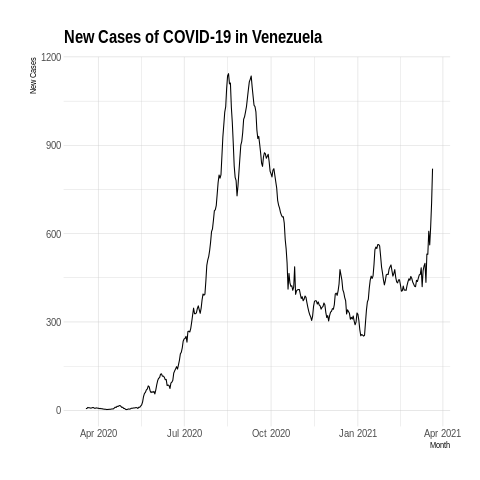 New Cases of COVID-19 in Venezuela
New Cases
1200
900
600
300
0
Apr 2020
Jul 2020
Oct 2020
Jan 2021
Apr 2021
Month